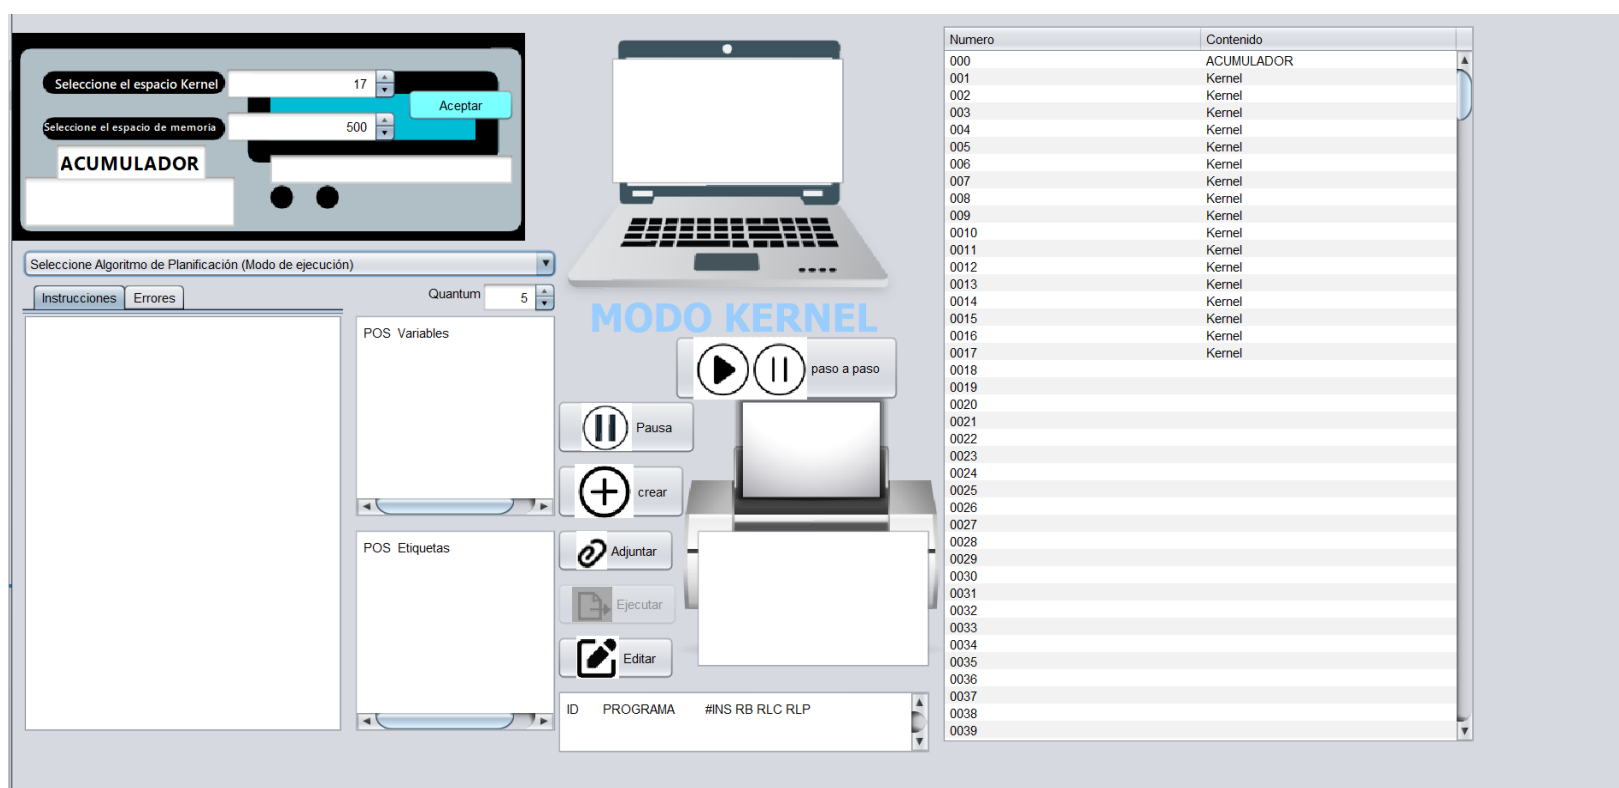 Seleccione el espacio Kernel 17
Aceptar
Seleccione el espacio de memoria 500
ACUMULADOR
Seleccione Algoritmo de Planificación (Modo de ejecución)
Instrucciones Errores
Quantum 5
POS Variables
POS Etiquetas
MODO KERNEL
paso a paso
Pausa
crear
Adjuntar
Ejecutar
Editar
ID PROGRAMA #INS RB RLC RLP
Numero Contenido
000 ACUMULADOR
001 Kernel
002 Kernel
003 Kernel
004 Kernel
005 Kernel
006 Kernel
007 Kernel
008 Kernel
009 Kernel
0010 Kernel
0011 Kernel
0012 Kernel
0013 Kernel
0014 Kernel
0015 Kernel
0016 Kernel
0017 Kernel
0018
0019
0020
0021
0022
0023
0024
0025
0026
0027
0028
0029
0030
0031
0032
0033
0034
0035
0036
0037
0038
0039